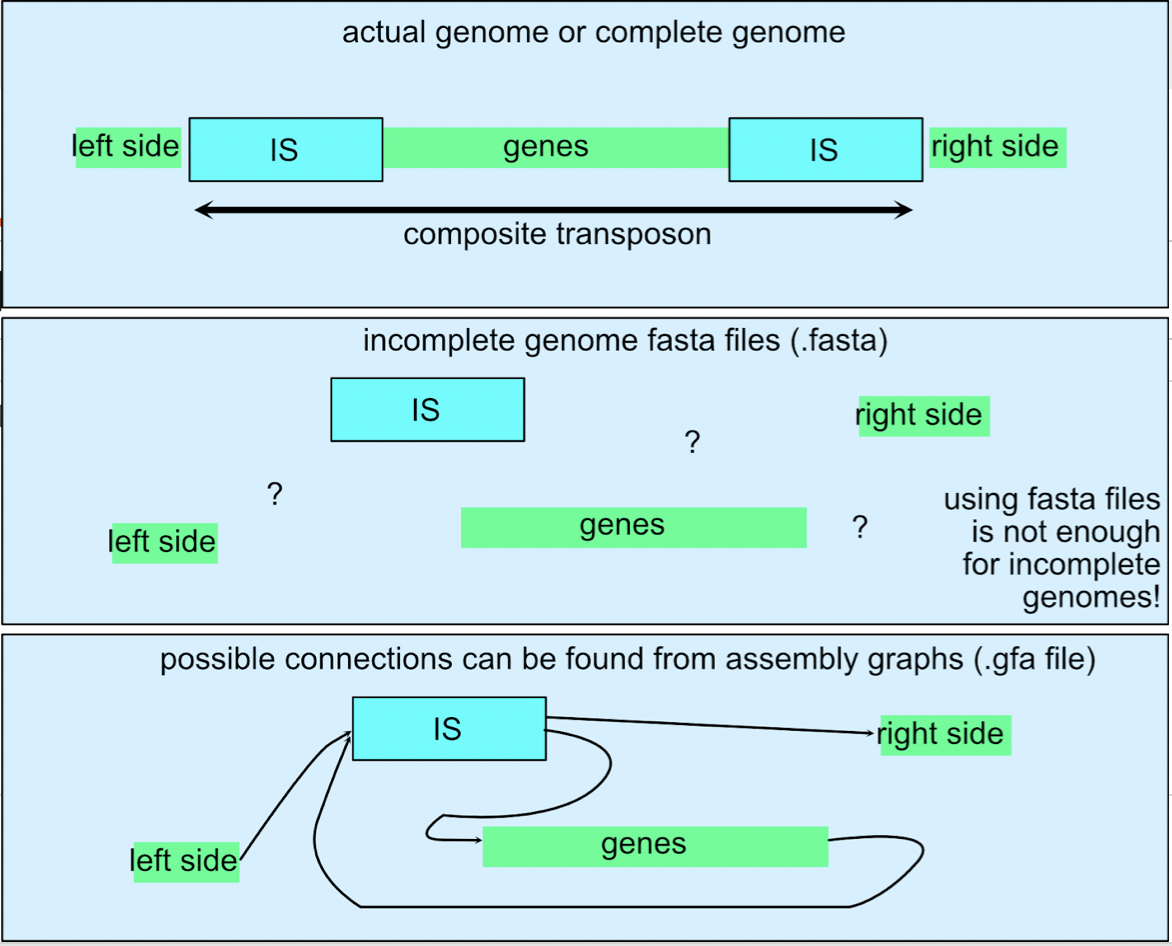 actual genome or complete genome
left side
IS
genes
IS
right side
composite transposon
incomplete genome fasta files (.fasta)
IS
right side
?
?
left side
genes
?
using fasta files
is not enough
for incomplete
genomes!
possible connections can be found from assembly graphs (.gfa file)
IS
right side
genes
left side